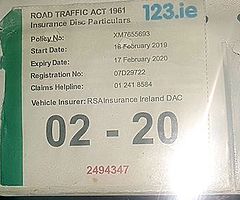 ROAD TRAFFIC ACT 1961
123.ie
Insurance Disc Particulars
Policy No: XM7655693
Start Date: 18 February 2019
Expiry Date: 17 February 2020
Registration No: 07D29722
Claims Helpline: 01 241 8584
Vehicle Insurer: RSAInsurance Ireland DAC
02 - 20
2494347